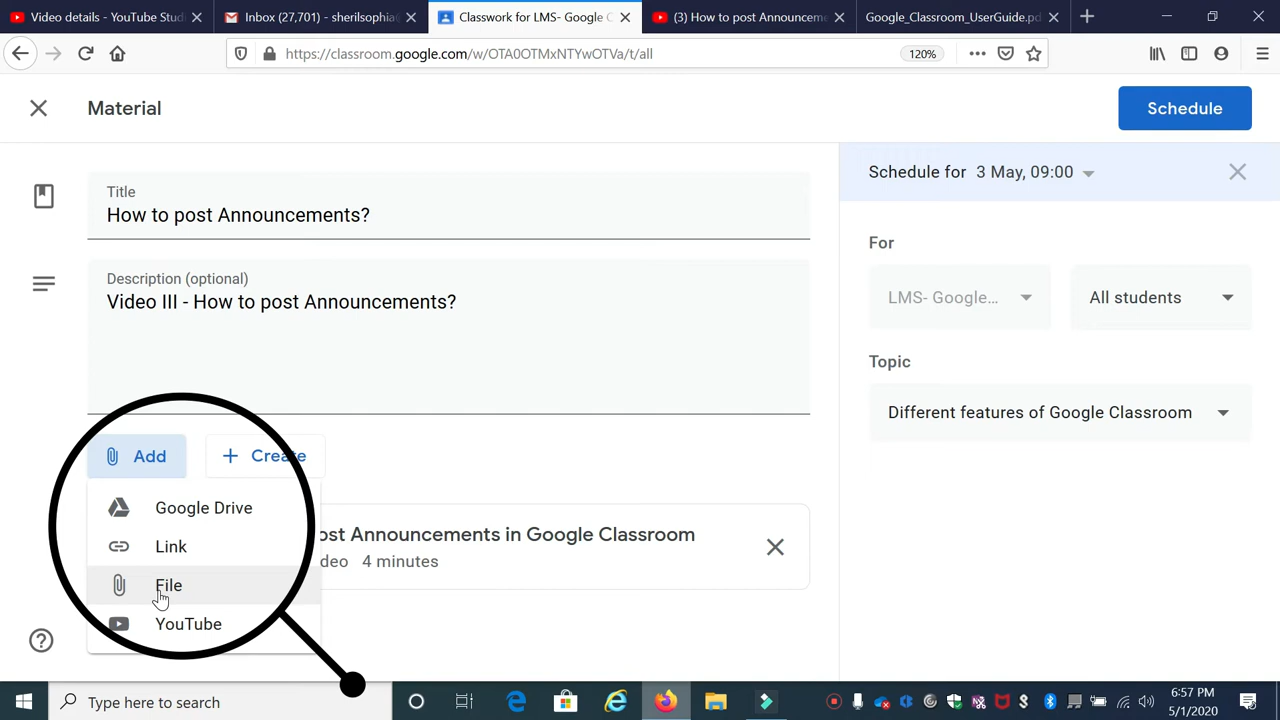 Video details - YouTube Stud
Inbox (27,701) - sherilsophia@
Classwork for LMS- Google C
(3) How to post Announceme
Google_Classroom_UserGuide.pd
https://classroom.google.com/w/OTA0OTMxNTYwOTVa/t/all
120%
Material
Schedule
Title
How to post Announcements?
Description (optional)
Video III - How to post Announcements?
Schedule for 3 May, 09:00
For
LMS- Google...
All students
Topic
Different features of Google Classroom
Add
Create
Google Drive
Link
File
YouTube
ost Announcements in Google Classroom
deo 4 minutes
Type here to search
6:57 PM
5/1/2020